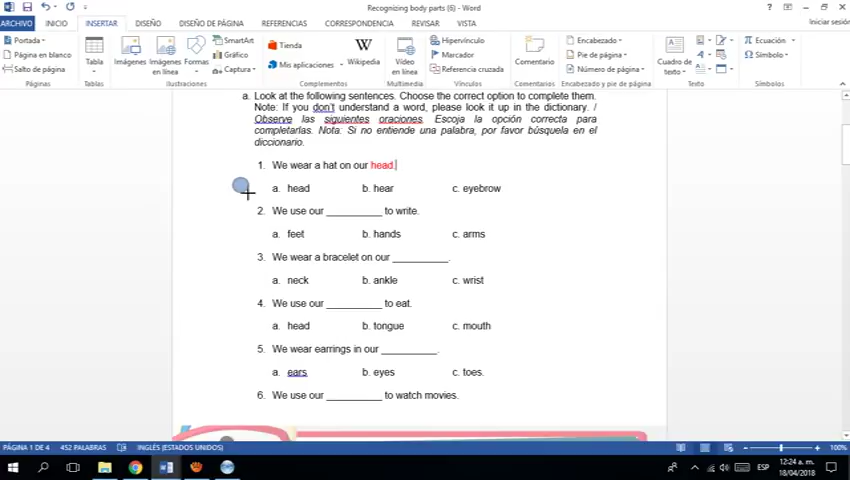 Recognizing body parts (6) - Word
ARCHIVO INICIO INSERTAR DISEÑO DISEÑO DE PÁGINA REFERENCIAS CORRESPONDENCIA REVISAR VISTA Iniciar sesió
Portada
Página en blanco
Salto de página
Páginas
Tabla
Tablas
Imágenes
Imágenes en línea
Formas
SmartArt
Gráfico
Captura
Ilustraciones
Tienda
Mis aplicaciones
Wikipedia
Complementos
Vídeo en línea
Multimedia
Hipervínculo
Marcador
Referencia cruzada
Vínculos
Comentario
Comentarios
Encabezado
Pie de página
Número de página
Encabezado y pie de página
Cuadro de texto
Texto
Ecuación
Símbolo
Símbolos
a. Look at the following sentences. Choose the correct option to complete them.
Note: If you don't understand a word, please look it up in the dictionary. /
Observe las siguientes oraciones. Escoja la opción correcta para
completarlas. Nota: Si no entiende una palabra, por favor búsquela en el
diccionario.
1. We wear a hat on our head.
a. head b. hear c. eyebrow
2. We use our __________ to write.
a. feet b. hands c. arms
3. We wear a bracelet on our __________.
a. neck b. ankle c. wrist
4. We use our __________ to eat.
a. head b. tongue c. mouth
5. We wear earrings in our __________.
a. ears b. eyes c. toes.
6. We use our __________ to watch movies.
PÁGINA 1 DE 4 452 PALABRAS INGLÉS (ESTADOS UNIDOS) 100%
ESP
12:24 a. m.
18/04/2018